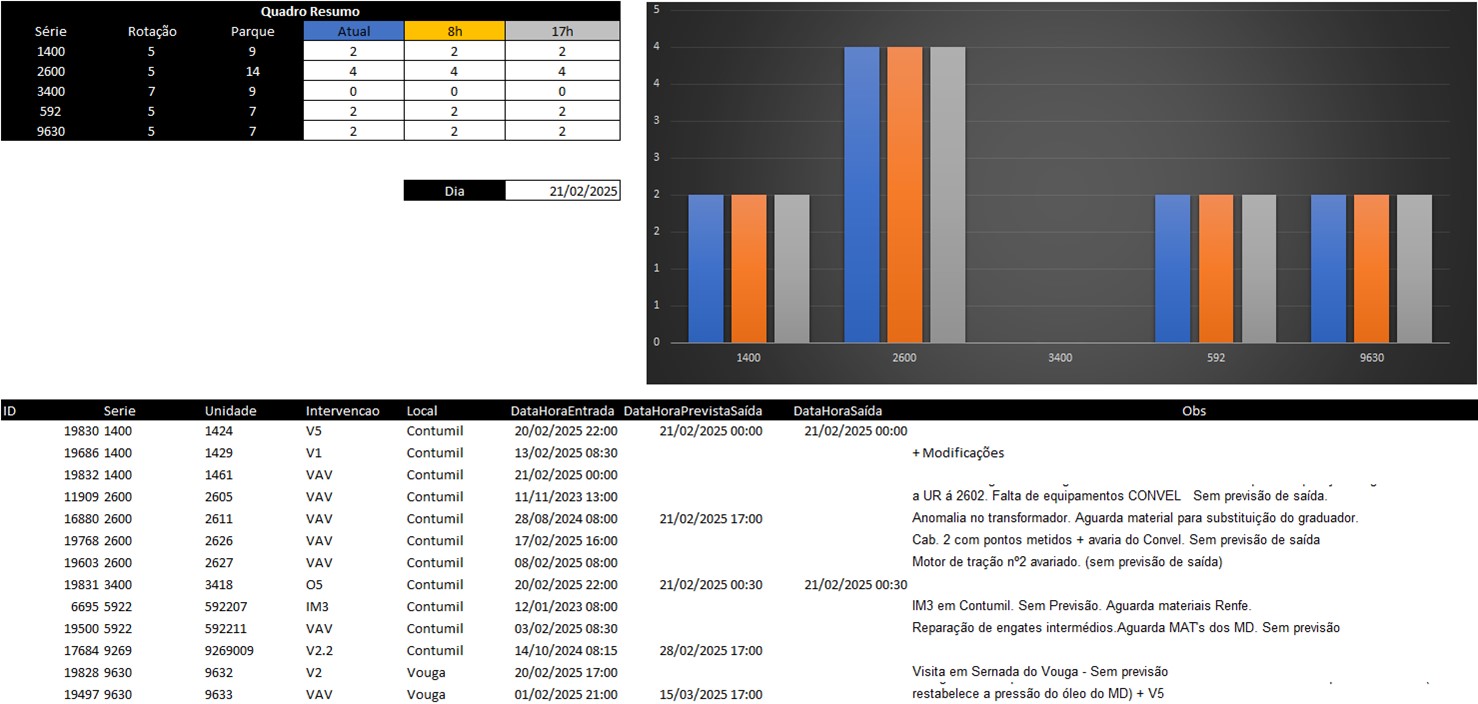 Quadro Resumo
Série Rotação Parque Atual 8h 17h
1400 5 9 2 2 2
2600 5 14 4 4 4
3400 7 9 0 0 0
592 5 7 2 2 2
9630 5 7 2 2 2
Dia 21/02/2025
5
4
4
3
3
2
2
1
1
0
1400 2600 3400 592 9630
ID Serie Unidade Intervencao Local DataHoraEntrada DataHoraPrevistaSaída DataHoraSaída Obs
19830 1400 1424 V5 Contumil 20/02/2025 22:00 21/02/2025 00:00 21/02/2025 00:00
19686 1400 1429 V1 Contumil 13/02/2025 08:30 + Modificações
19832 1400 1461 VAV Contumil 21/02/2025 00:00
11909 2600 2605 VAV Contumil 11/11/2023 13:00 a UR á 2602. Falta de equipamentos CONVEL Sem previsão de saída.
16880 2600 2611 VAV Contumil 28/08/2024 08:00 21/02/2025 17:00 Anomalia no transformador. Aguarda material para substituição do graduador.
19768 2600 2626 VAV Contumil 17/02/2025 16:00 Cab. 2 com pontos metidos + avaria do Convel. Sem previsão de saída
19603 2600 2627 VAV Contumil 08/02/2025 08:00 Motor de tração nº2 avariado. (sem previsão de saída)
19831 3400 3418 O5 Contumil 20/02/2025 22:00 21/02/2025 00:30 21/02/2025 00:30
6695 5922 592207 IM3 Contumil 12/01/2023 08:00 IM3 em Contumil. Sem Previsão. Aguarda materiais Renfe.
19500 5922 592211 VAV Contumil 03/02/2025 08:30 Reparação de engates intermédios.Aguarda MAT's dos MD. Sem previsão
17684 9269 9269009 V2.2 Contumil 14/10/2024 08:15 28/02/2025 17:00
19828 9630 9632 V2 Vouga 20/02/2025 17:00 Visita em Sernada do Vouga - Sem previsão
19497 9630 9633 VAV Vouga 01/02/2025 21:00 15/03/2025 17:00 restabelece a pressão do óleo do MD) + V5